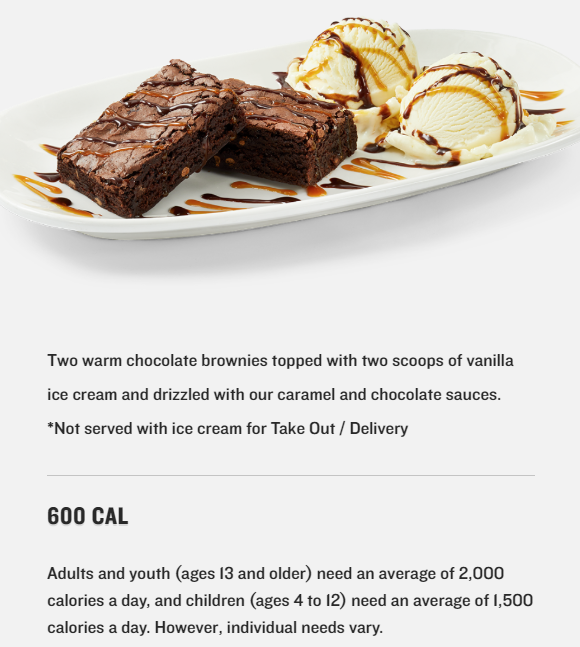 Two warm chocolate brownies topped with two scoops of vanilla
ice cream and drizzled with our caramel and chocolate sauces.
*Not served with ice cream for Take Out / Delivery
600 CAL
Adults and youth (ages 13 and older) need an average of 2,000
calories a day, and children (ages 4 to 12) need an average of 1,500
calories a day. However, individual needs vary.